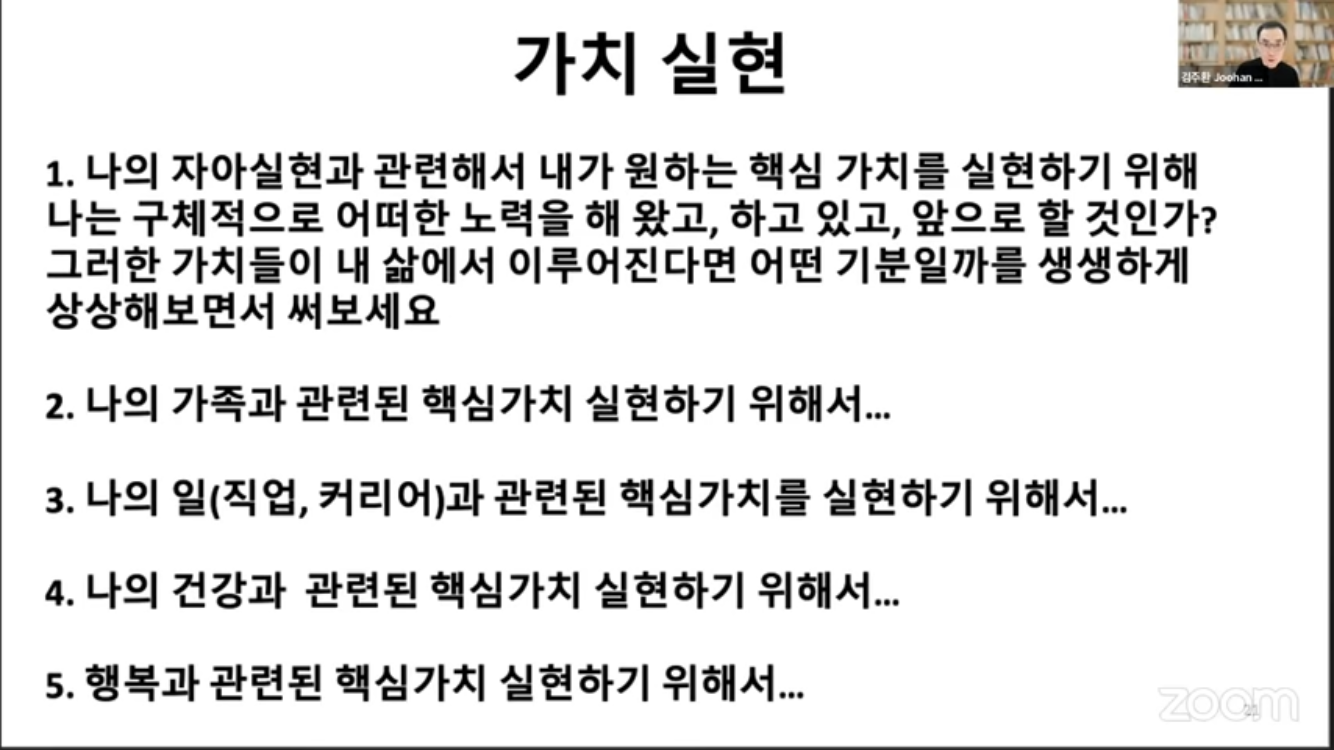 가치 실현
김주환 Joohan ...
1. 나의 자아실현과 관련해서 내가 원하는 핵심 가치를 실현하기 위해
나는 구체적으로 어떠한 노력을 해 왔고, 하고 있고, 앞으로 할 것인가?
그러한 가치들이 내 삶에서 이루어진다면 어떤 기분일까를 생생하게
상상해보면서 써보세요
2. 나의 가족과 관련된 핵심가치 실현하기 위해서...
3. 나의 일(직업, 커리어)과 관련된 핵심가치를 실현하기 위해서...
4. 나의 건강과  관련된 핵심가치 실현하기 위해서...
5. 행복과 관련된 핵심가치 실현하기 위해서...
zoom